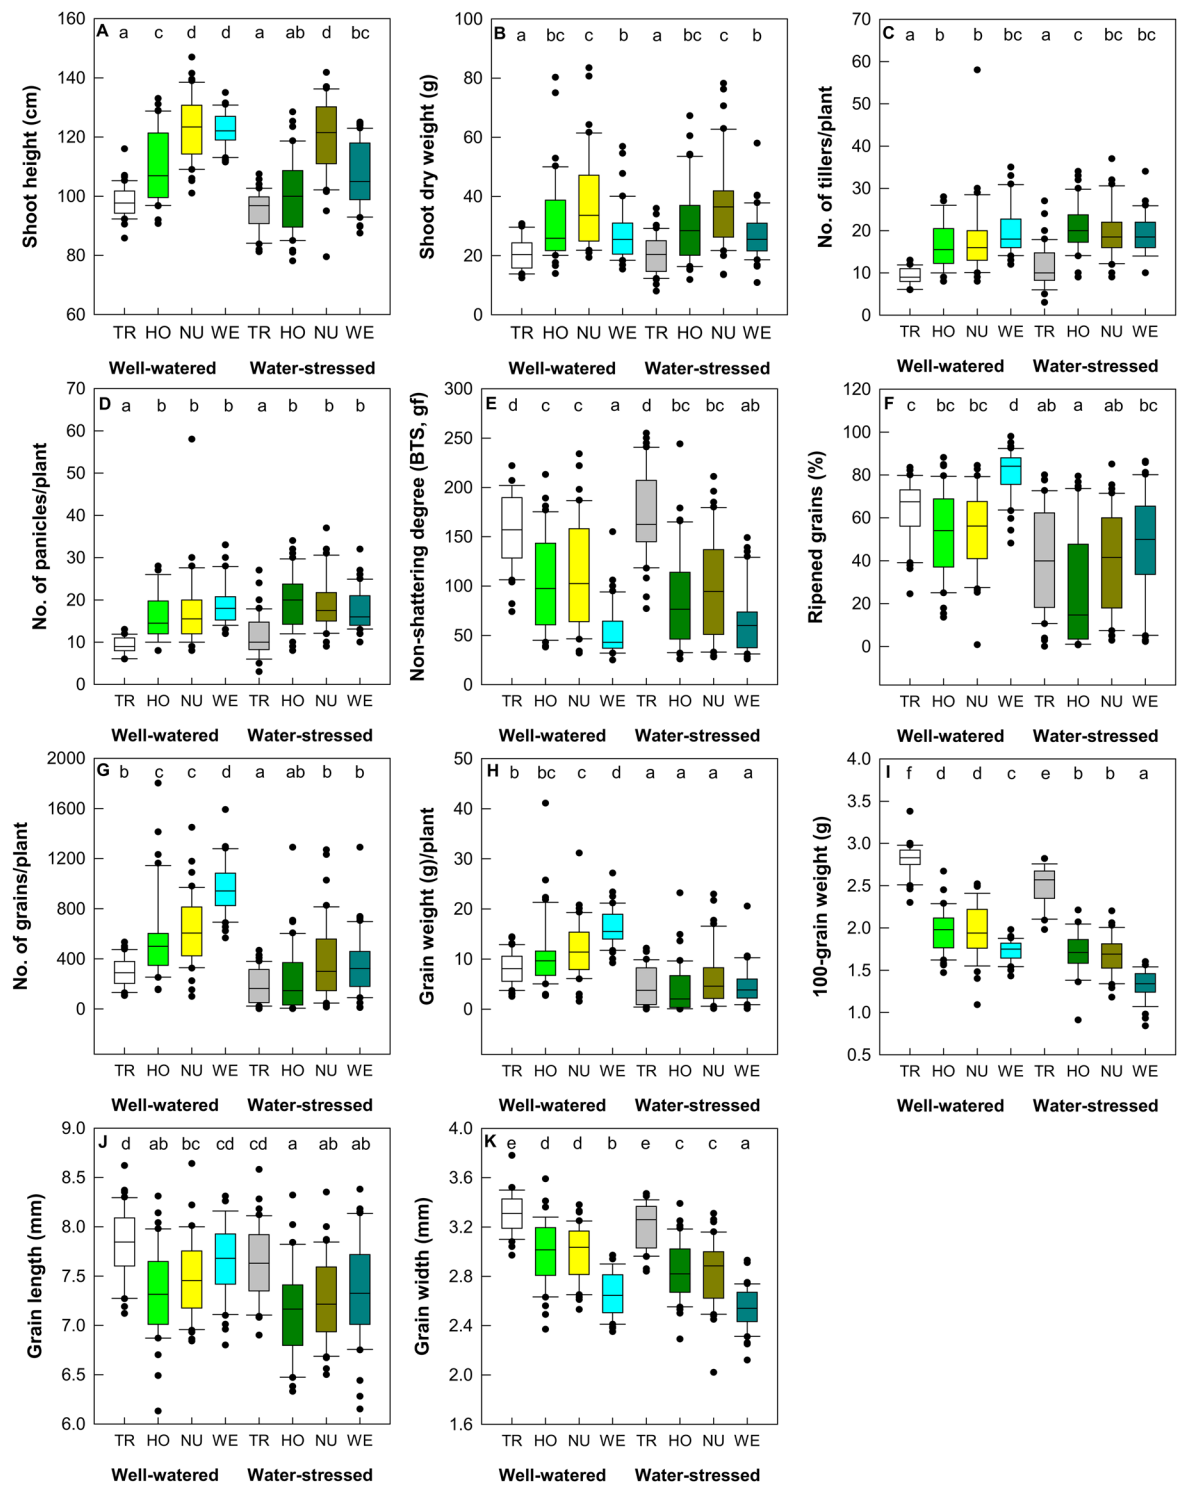 A a c d d a ab d bc
Shoot height (cm)
160
140
120
100
80
60
TR HO NU WE TR HO NU WE
Well-watered Water-stressed
B a bc c b a bc c b
Shoot dry weight (g)
100
80
60
40
20
0
TR HO NU WE TR HO NU WE
Well-watered Water-stressed
C a b b bc a c bc bc
No. of tillers/plant
70
60
50
40
30
20
10
0
TR HO NU WE TR HO NU WE
Well-watered Water-stressed
D a b b b a b b b
No. of panicles/plant
70
60
50
40
30
20
10
0
TR HO NU WE TR HO NU WE
Well-watered Water-stressed
E d c c a d bc bc ab
Non-shattering degree (BTS, gf)
300
250
200
150
100
50
0
TR HO NU WE TR HO NU WE
Well-watered Water-stressed
F c bc bc d ab a ab bc
Ripened grains (%)
120
100
80
60
40
20
0
TR HO NU WE TR HO NU WE
Well-watered Water-stressed
G b c c d a ab b b
No. of grains/plant
2000
1600
1200
800
400
0
TR HO NU WE TR HO NU WE
Well-watered Water-stressed
H b bc c d a a a a
Grain weight (g)/plant
50
40
30
20
10
0
TR HO NU WE TR HO NU WE
Well-watered Water-stressed
I f d d c e b b a
100-grain weight (g)
4.0
3.5
3.0
2.5
2.0
1.5
1.0
0.5
TR HO NU WE TR HO NU WE
Well-watered Water-stressed
J d ab bc cd cd a ab ab
Grain length (mm)
9.0
8.5
8.0
7.5
7.0
6.5
6.0
TR HO NU WE TR HO NU WE
Well-watered Water-stressed
K e d d b e c c a
Grain width (mm)
4.0
3.6
3.2
2.8
2.4
2.0
1.6
TR HO NU WE TR HO NU WE
Well-watered Water-stressed